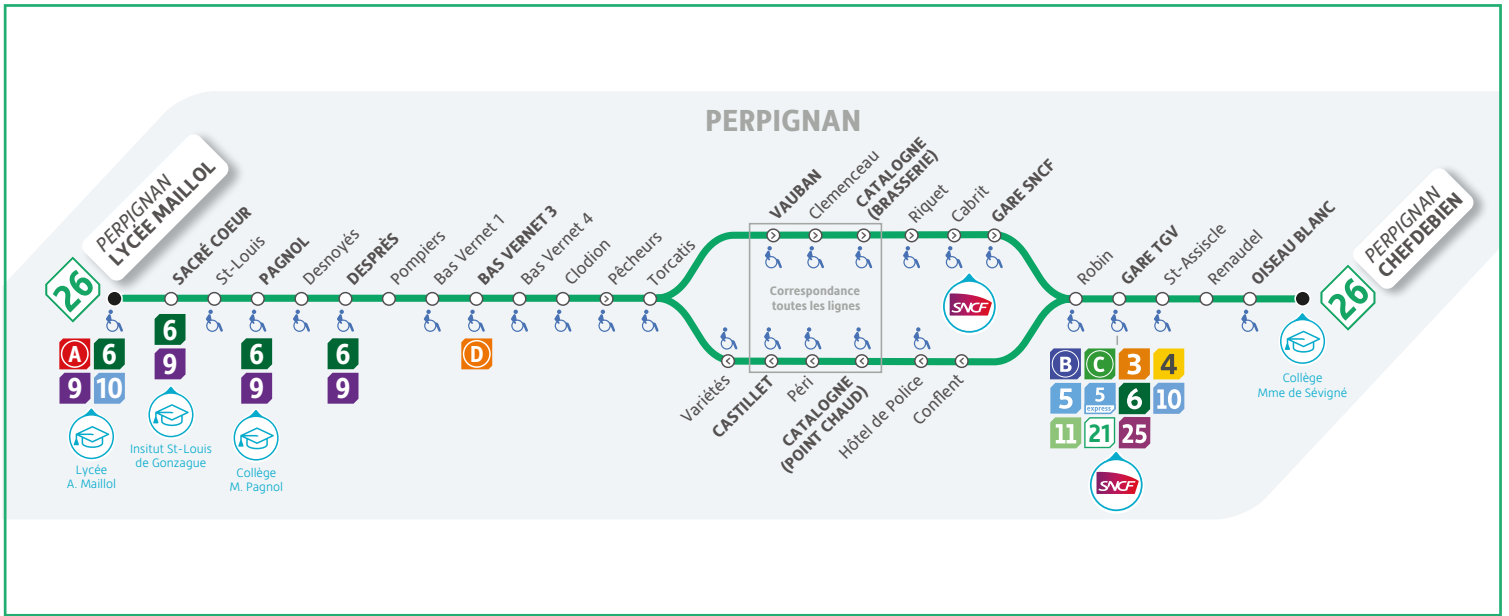 PERPIGNAN
26
PERPIGNAN
LYCÉE MAILLOL
SACRÉ COEUR
St-Louis
PAGNOL
Desnoyés
DESPRÈS
Pompiers
Bas Vernet 1
BAS VERNET 3
Bas Vernet 4
Clodion
Pêcheurs
Torcatis
VAUBAN
Clemenceau
CATALOGNE
(BRASSERIE)
Riquet
Cabrit
GARE SNCF
Correspondance
toutes les lignes
SNCF
Variétés
CASTILLET
Péri
CATALOGNE
(POINT CHAUD)
Hôtel de Police
Conflent
Robin
GARE TGV
St-Assiscle
Renaudel
OISEAU BLANC
PERPIGNAN
CHEFDEBIEN
26
A 6
9 10
Lycée
A. Maillol
6
9
Insitut St-Louis
de Gonzague
6
9
Collège
M. Pagnol
6
9
D
B C 3 4
5 5 express 6 10
11 21 25
SNCF
Collège
Mme de Sévigné